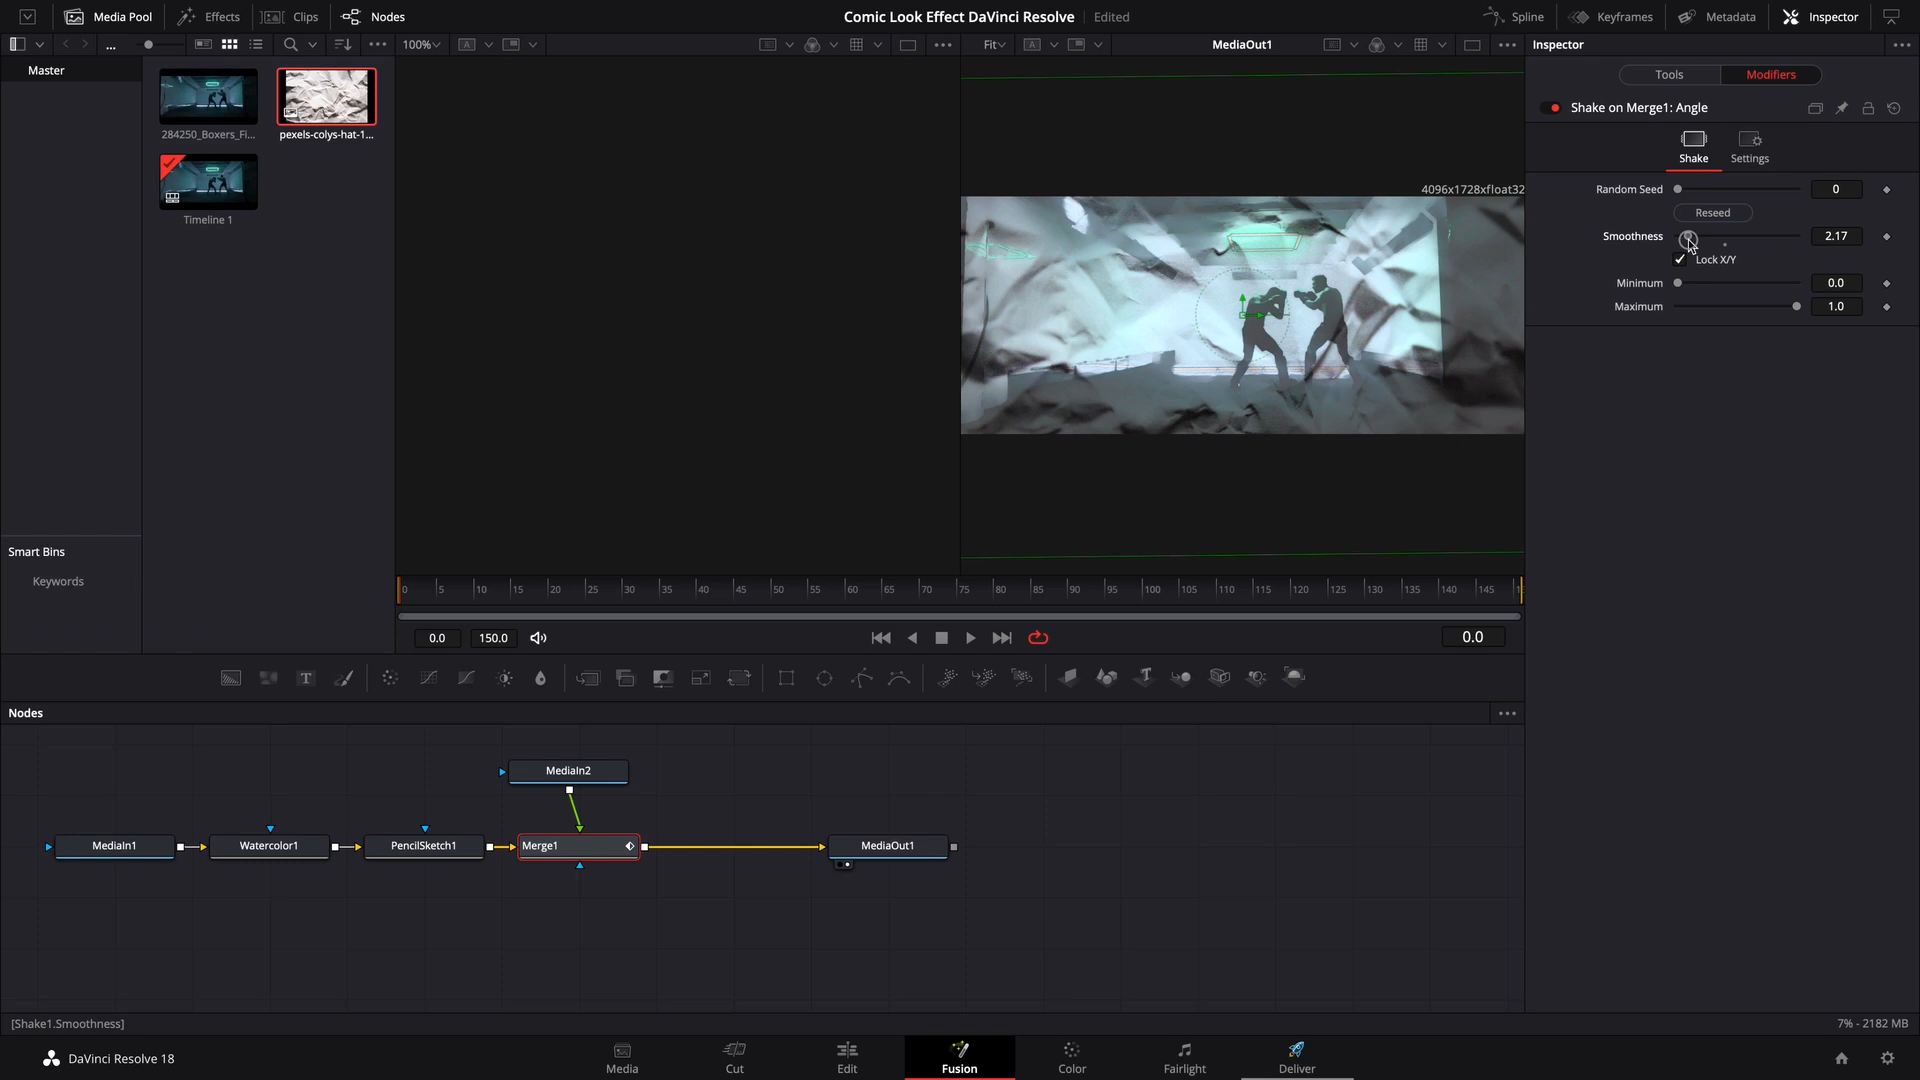 Media Pool
Effects
Clips
Nodes
Comic Look Effect DaVinci Resolve
Edited
Spline
Keyframes
Metadata
Inspector
100%
Fit
MediaOut1
Inspector
Master
284250_Boxers_Fi...
pexels-colys-hat-1...
Timeline 1
Smart Bins
Keywords
4096x1728xfloat32
Tools
Modifiers
Shake on Merge1: Angle
Shake
Settings
Random Seed
0
Reseed
Smoothness
2.17
Lock X/Y
Minimum
0.0
Maximum
1.0
0 5 10 15 20 25 30 35 40 45 50 55 60 65 70 75 80 85 90 95 100 105 110 115 120 125 130 135 140 145
0.0
150.0
0.0
Nodes
MediaIn2
MediaIn1
Watercolor1
PencilSketch1
Merge1
MediaOut1
[Shake1.Smoothness]
7% - 2182 MB
DaVinci Resolve 18
Media
Cut
Edit
Fusion
Color
Fairlight
Deliver